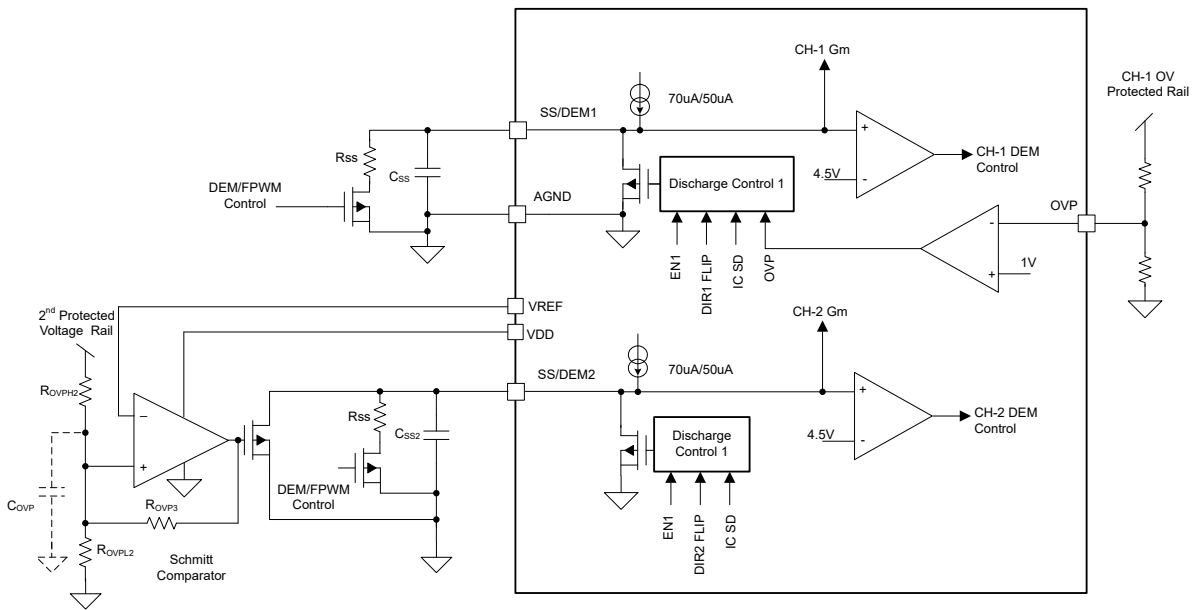 CH-1 Gm
CH-1 OV
Protected Rail
70uA/50uA
SS/DEM1
Rss
CSS
+
4.5V
-
CH-1 DEM
Control
DEM/FPWM
Control
Discharge Control 1
AGND
OVP
EN1
DIR1 FLIP
IC SD
OVP
-
+
1V
2nd Protected
Voltage Rail
VREF
VDD
CH-2 Gm
70uA/50uA
SS/DEM2
ROVPH2
−
+
Rss
CSS2
+
4.5V
-
CH-2 DEM
Control
Discharge
Control 1
DEM/FPWM
Control
COVP
ROVP3
EN1
DIR2 FLIP
IC SD
ROVPL2
Schmitt
Comparator